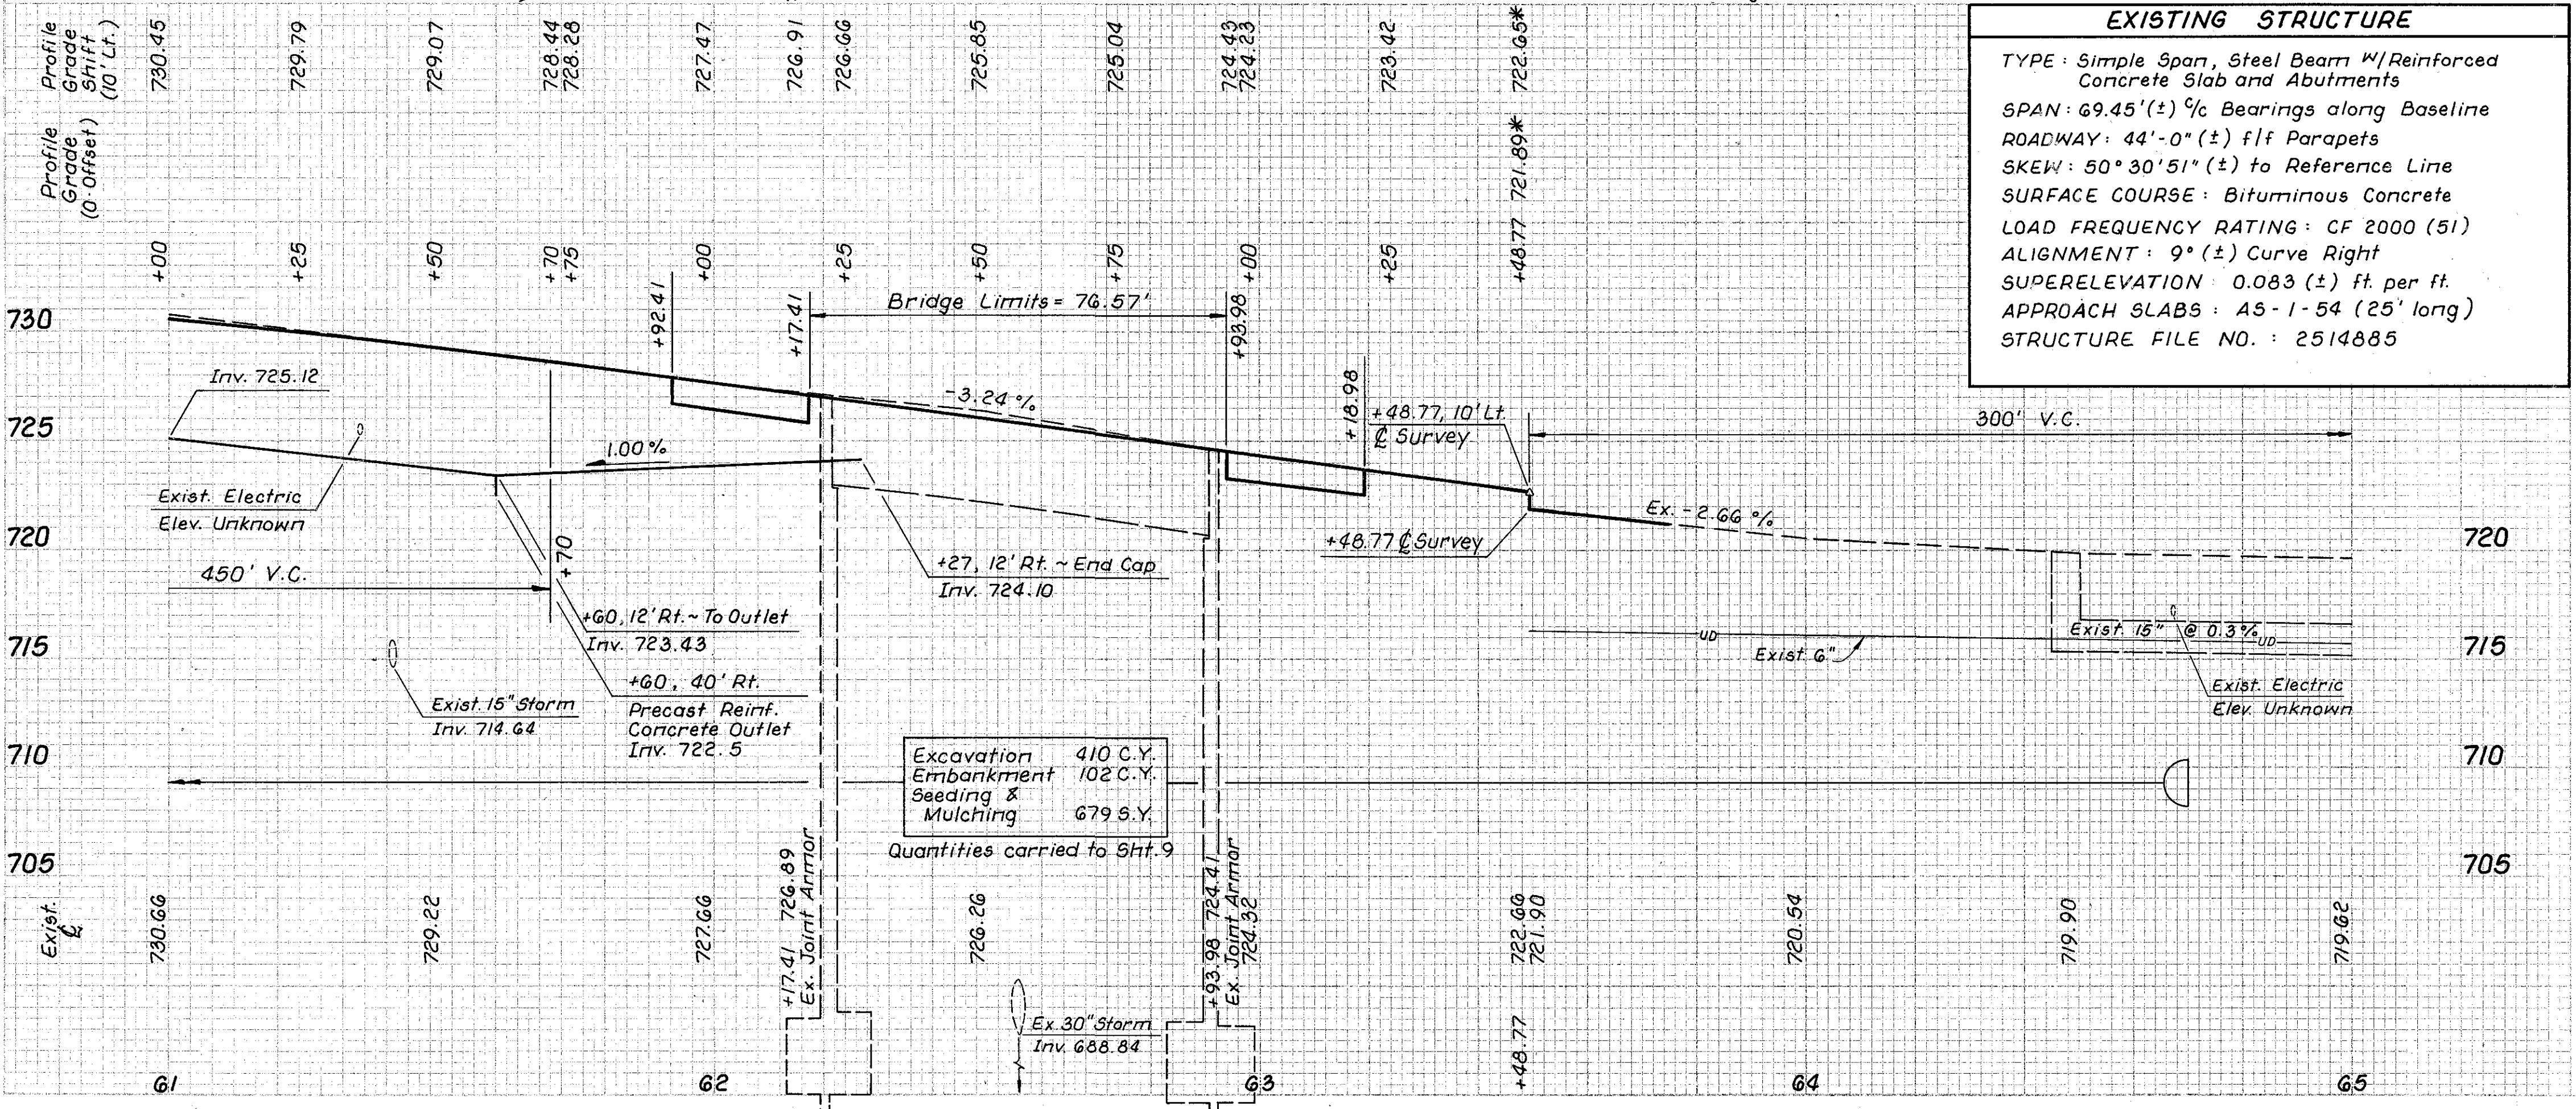 Profile
Grade
Shift
(10' Lt.)
730.45
729.79
729.07
728.44
728.28
727.47
726.91
726.66
725.85
725.04
724.43
724.23
723.42
722.65*
Profile
Grade
(0 Offset)
721.89*
+00
+25
+50
+70
+75
+92.41
+00
+17.41
+25
+50
+75
+93.98
+00
+18.98
+25
+48.77
EXISTING STRUCTURE
TYPE : Simple Span, Steel Beam W/Reinforced
Concrete Slab and Abutments
SPAN : 69.45' (±) c/c Bearings along Baseline
ROADWAY : 44'-0" (±) f/f Parapets
SKEW : 50° 30' 51" (±) to Reference Line
SURFACE COURSE : Bituminous Concrete
LOAD FREQUENCY RATING : CF 2000 (51)
ALIGNMENT : 9° (±) Curve Right
SUPERELEVATION : 0.083 (±) ft. per ft.
APPROACH SLABS : AS-1-54 (25' long)
STRUCTURE FILE NO. : 2514885
Bridge Limits = 76.57'
730
725
720
715
710
705
Inv. 725.12
Exist. Electric
Elev. Unknown
1.00%
-3.24 %
450' V.C.
+70
+60, 12' Rt. ~ To Outlet
Inv. 723.43
+60, 40' Rt.
Precast Reinf.
Concrete Outlet
Inv. 722.5
Exist. 15" Storm
Inv. 714.64
+27, 12' Rt. ~ End Cap
Inv. 724.10
+48.77, 10' Lt.
℄ Survey
+48.77 ℄ Survey
300' V.C.
Ex. -2.66 %
UD
Exist 6"
Exist. 15" @ 0.3%
UD
Exist. Electric
Elev. Unknown
720
715
710
705
Excavation 410 C.Y.
Embankment 102 C.Y.
Seeding &
Mulching 679 S.Y.
Quantities carried to Sht. 9
Exist.
℄
730.66
729.22
727.66
+17.41 726.89
Ex. Joint Armor
726.26
+93.98 724.41
Ex. Joint Armor
724.32
722.66
721.90
720.54
719.90
719.62
Ex. 30" Storm
Inv. 688.84
+48.77
61
62
63
64
65